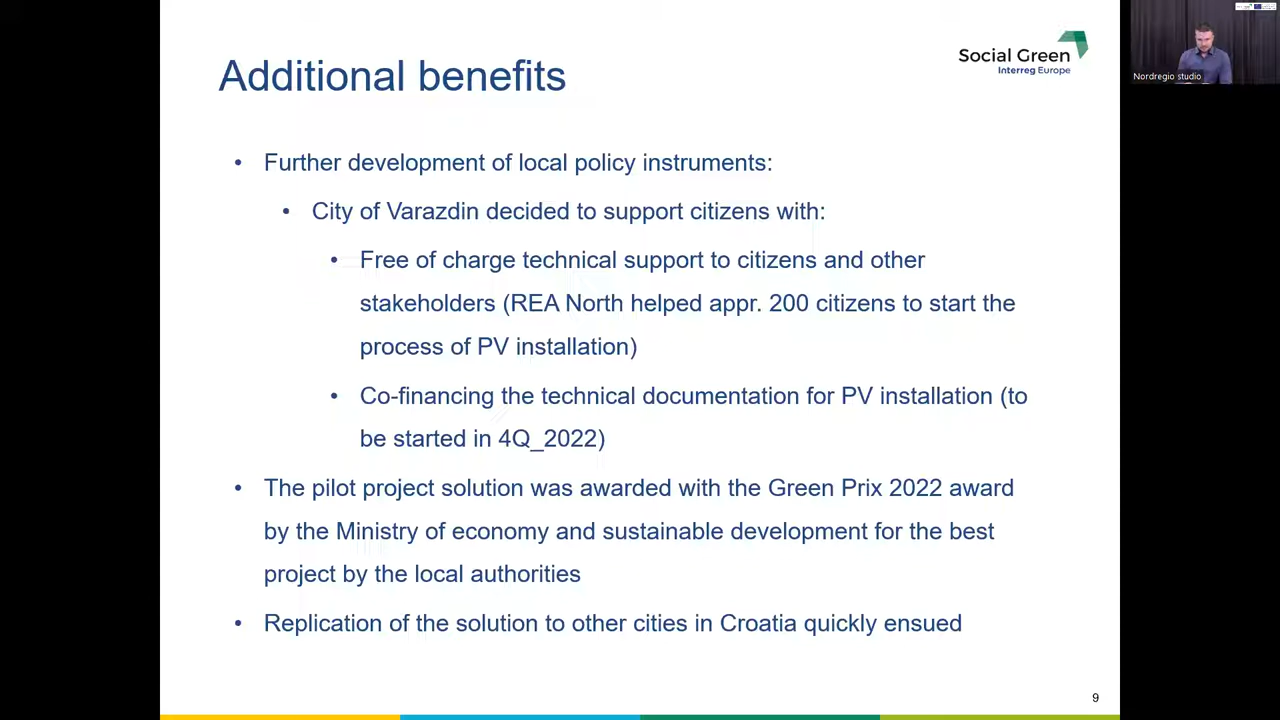 Additional benefits
Social Green
Interreg Europe
Nordregio studio
• Further development of local policy instruments:
• City of Varazdin decided to support citizens with:
• Free of charge technical support to citizens and other
stakeholders (REA North helped appr. 200 citizens to start the
process of PV installation)
• Co-financing the technical documentation for PV installation (to
be started in 4Q_2022)
• The pilot project solution was awarded with the Green Prix 2022 award
by the Ministry of economy and sustainable development for the best
project by the local authorities
• Replication of the solution to other cities in Croatia quickly ensued
9